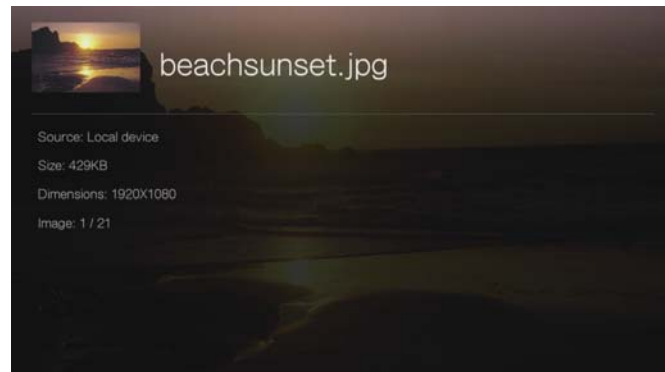 beachsunset.jpg
Source: Local device
Size: 429KB
Dimensions: 1920X1080
Image: 1 / 21